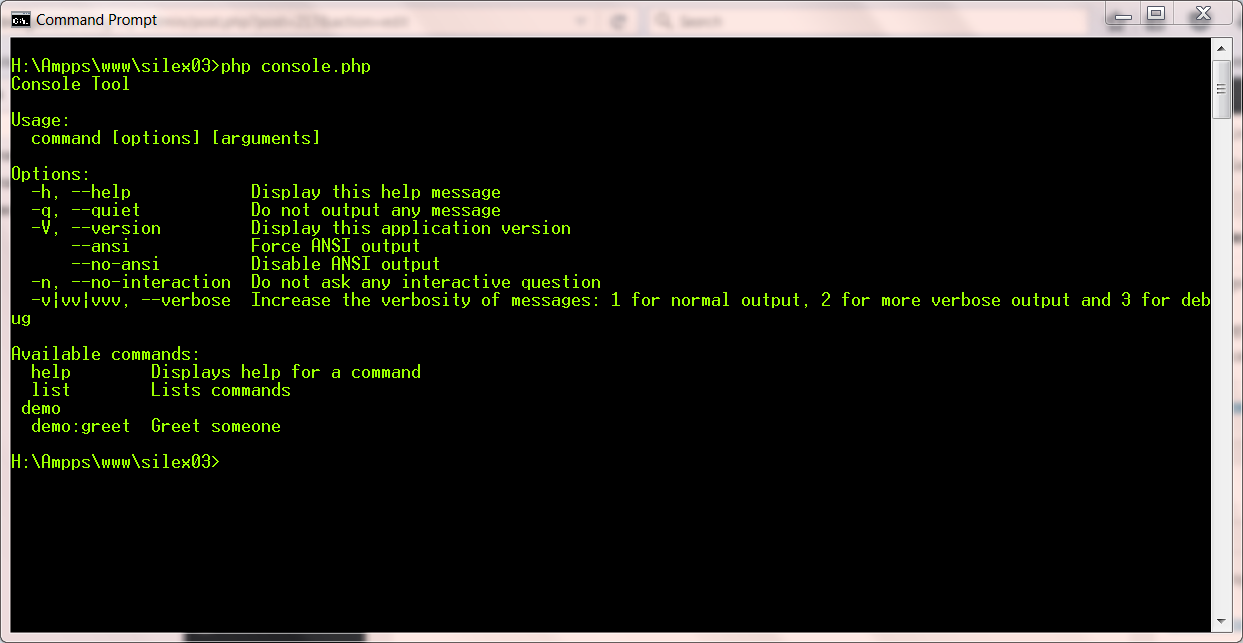 Command Prompt
Search
H:\Ampps\www\silex03>php console.php
Console Tool
Usage:
command [options] [arguments]
Options:
-h, --help Display this help message
-q, --quiet Do not output any message
-V, --version Display this application version
--ansi Force ANSI output
--no-ansi Disable ANSI output
-n, --no-interaction Do not ask any interactive question
-v|vv|vvv, --verbose Increase the verbosity of messages: 1 for normal output, 2 for more verbose output and 3 for deb
ug
Available commands:
help Displays help for a command
list Lists commands
demo
demo:greet Greet someone
H:\Ampps\www\silex03>